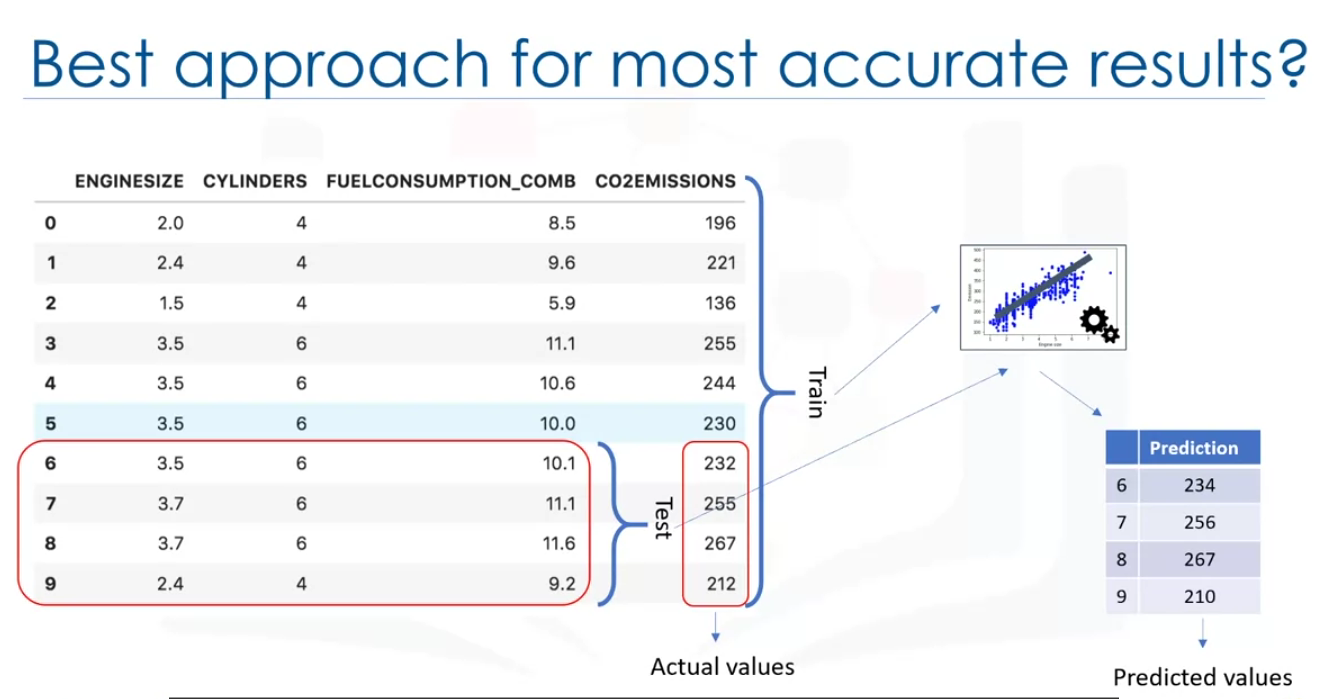 Best approach for most accurate results?
ENGINESIZE CYLINDERS FUELCONSUMPTION_COMB CO2EMISSIONS
0 2.0 4 8.5 196
1 2.4 4 9.6 221
2 1.5 4 5.9 136
3 3.5 6 11.1 255
4 3.5 6 10.6 244
5 3.5 6 10.0 230
6 3.5 6 10.1 232
7 3.7 6 11.1 255
8 3.7 6 11.6 267
9 2.4 4 9.2 212
Test
Train
Actual values
Engine size
Prediction
6 234
7 256
8 267
9 210
Predicted values